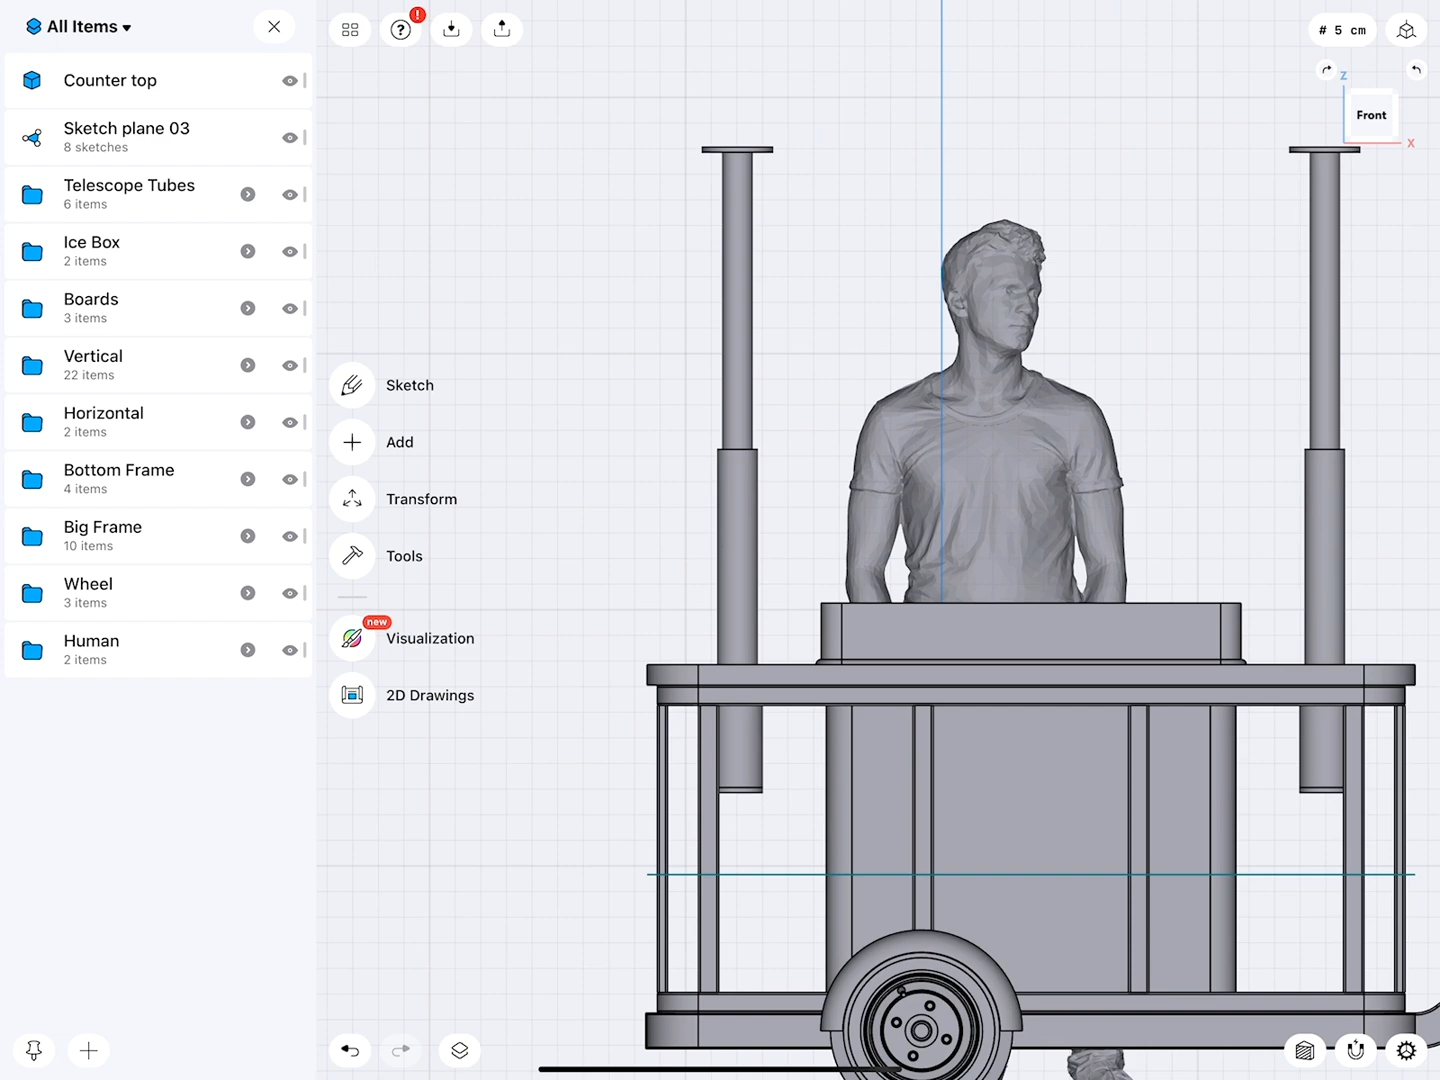 All Items
Counter top
Sketch plane 03
8 sketches
Telescope Tubes
6 items
Ice Box
2 items
Boards
3 items
Vertical
22 items
Horizontal
2 items
Bottom Frame
4 items
Big Frame
10 items
Wheel
3 items
Human
2 items
?
!
# 5 cm
Z
Front
X
Sketch
Add
Transform
Tools
new
Visualization
2D Drawings